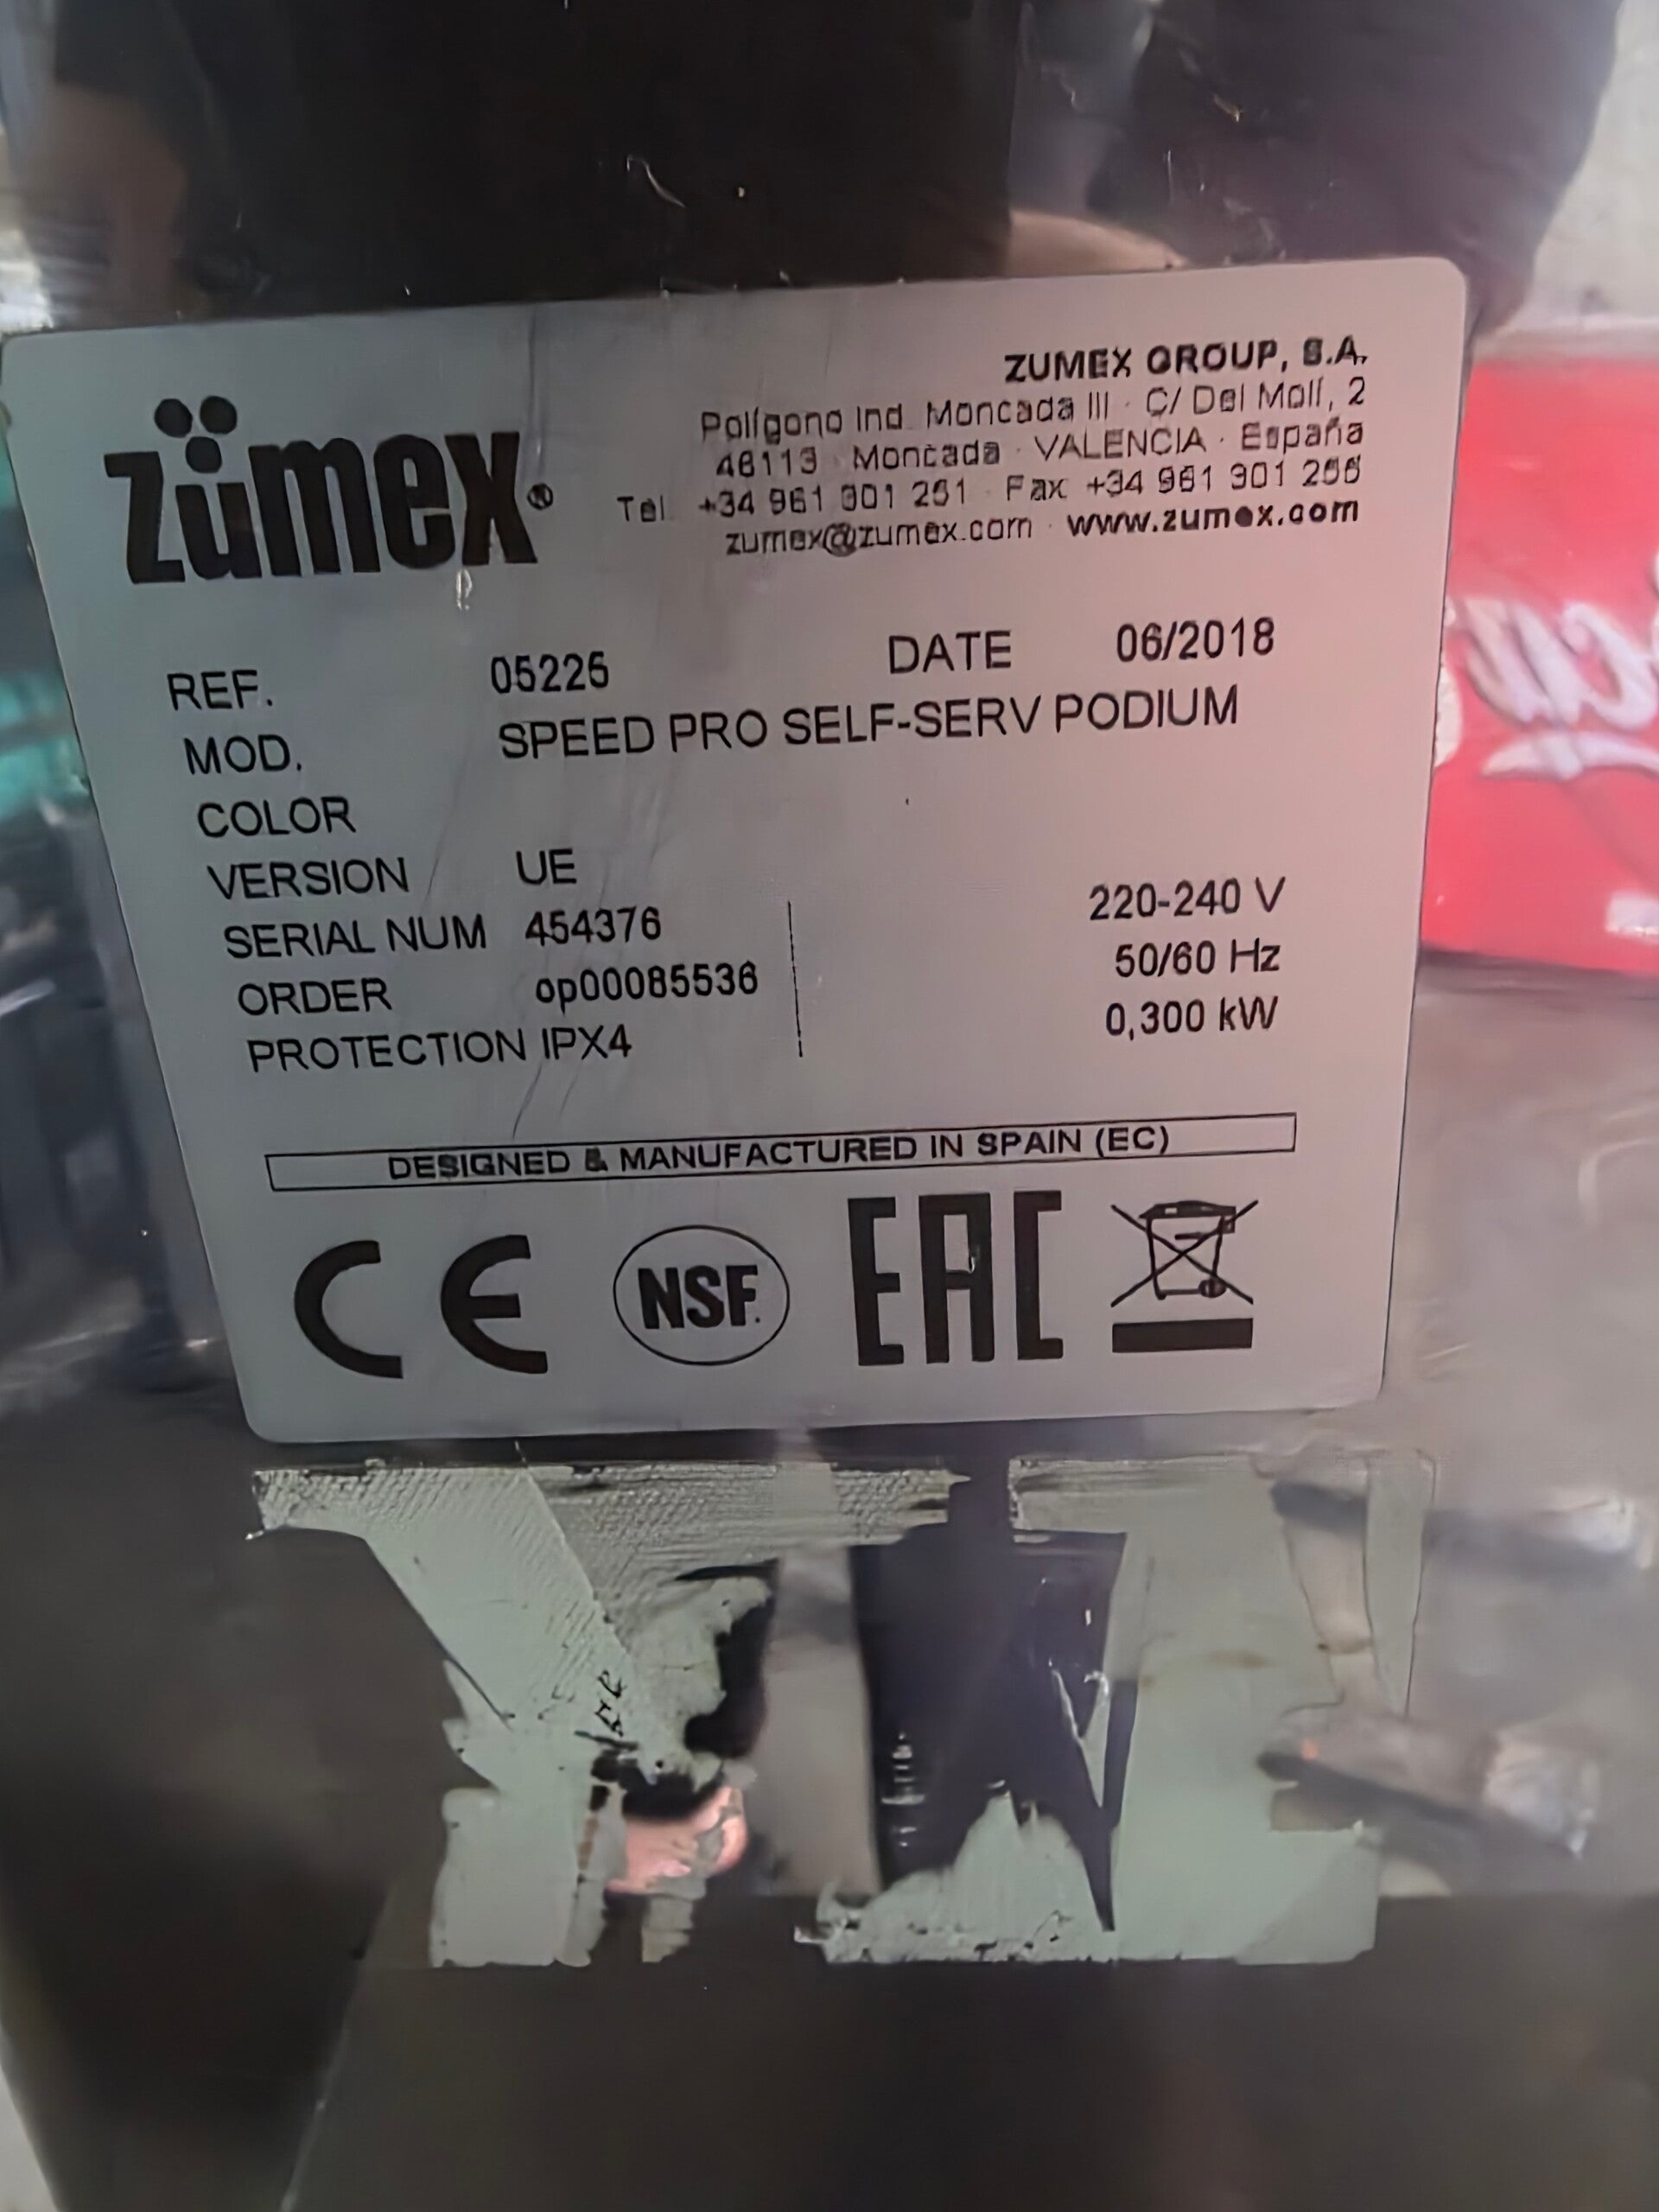 zümex®
ZUMEX GROUP, S.A.
Polígono Ind. Moncada III · C/ Del Molí, 2
46113 · Moncada · VALENCIA · España
Tel. +34 961 301 251 · Fax +34 961 301 255
zumex@zumex.com · www.zumex.com
REF. 05226 DATE 06/2018
MOD. SPEED PRO SELF-SERV PODIUM
COLOR
VERSION UE
SERIAL NUM 454376
ORDER op00085536
PROTECTION IPX4
220-240 V
50/60 Hz
0,300 kW
DESIGNED & MANUFACTURED IN SPAIN (EC)
CE NSF. EAC